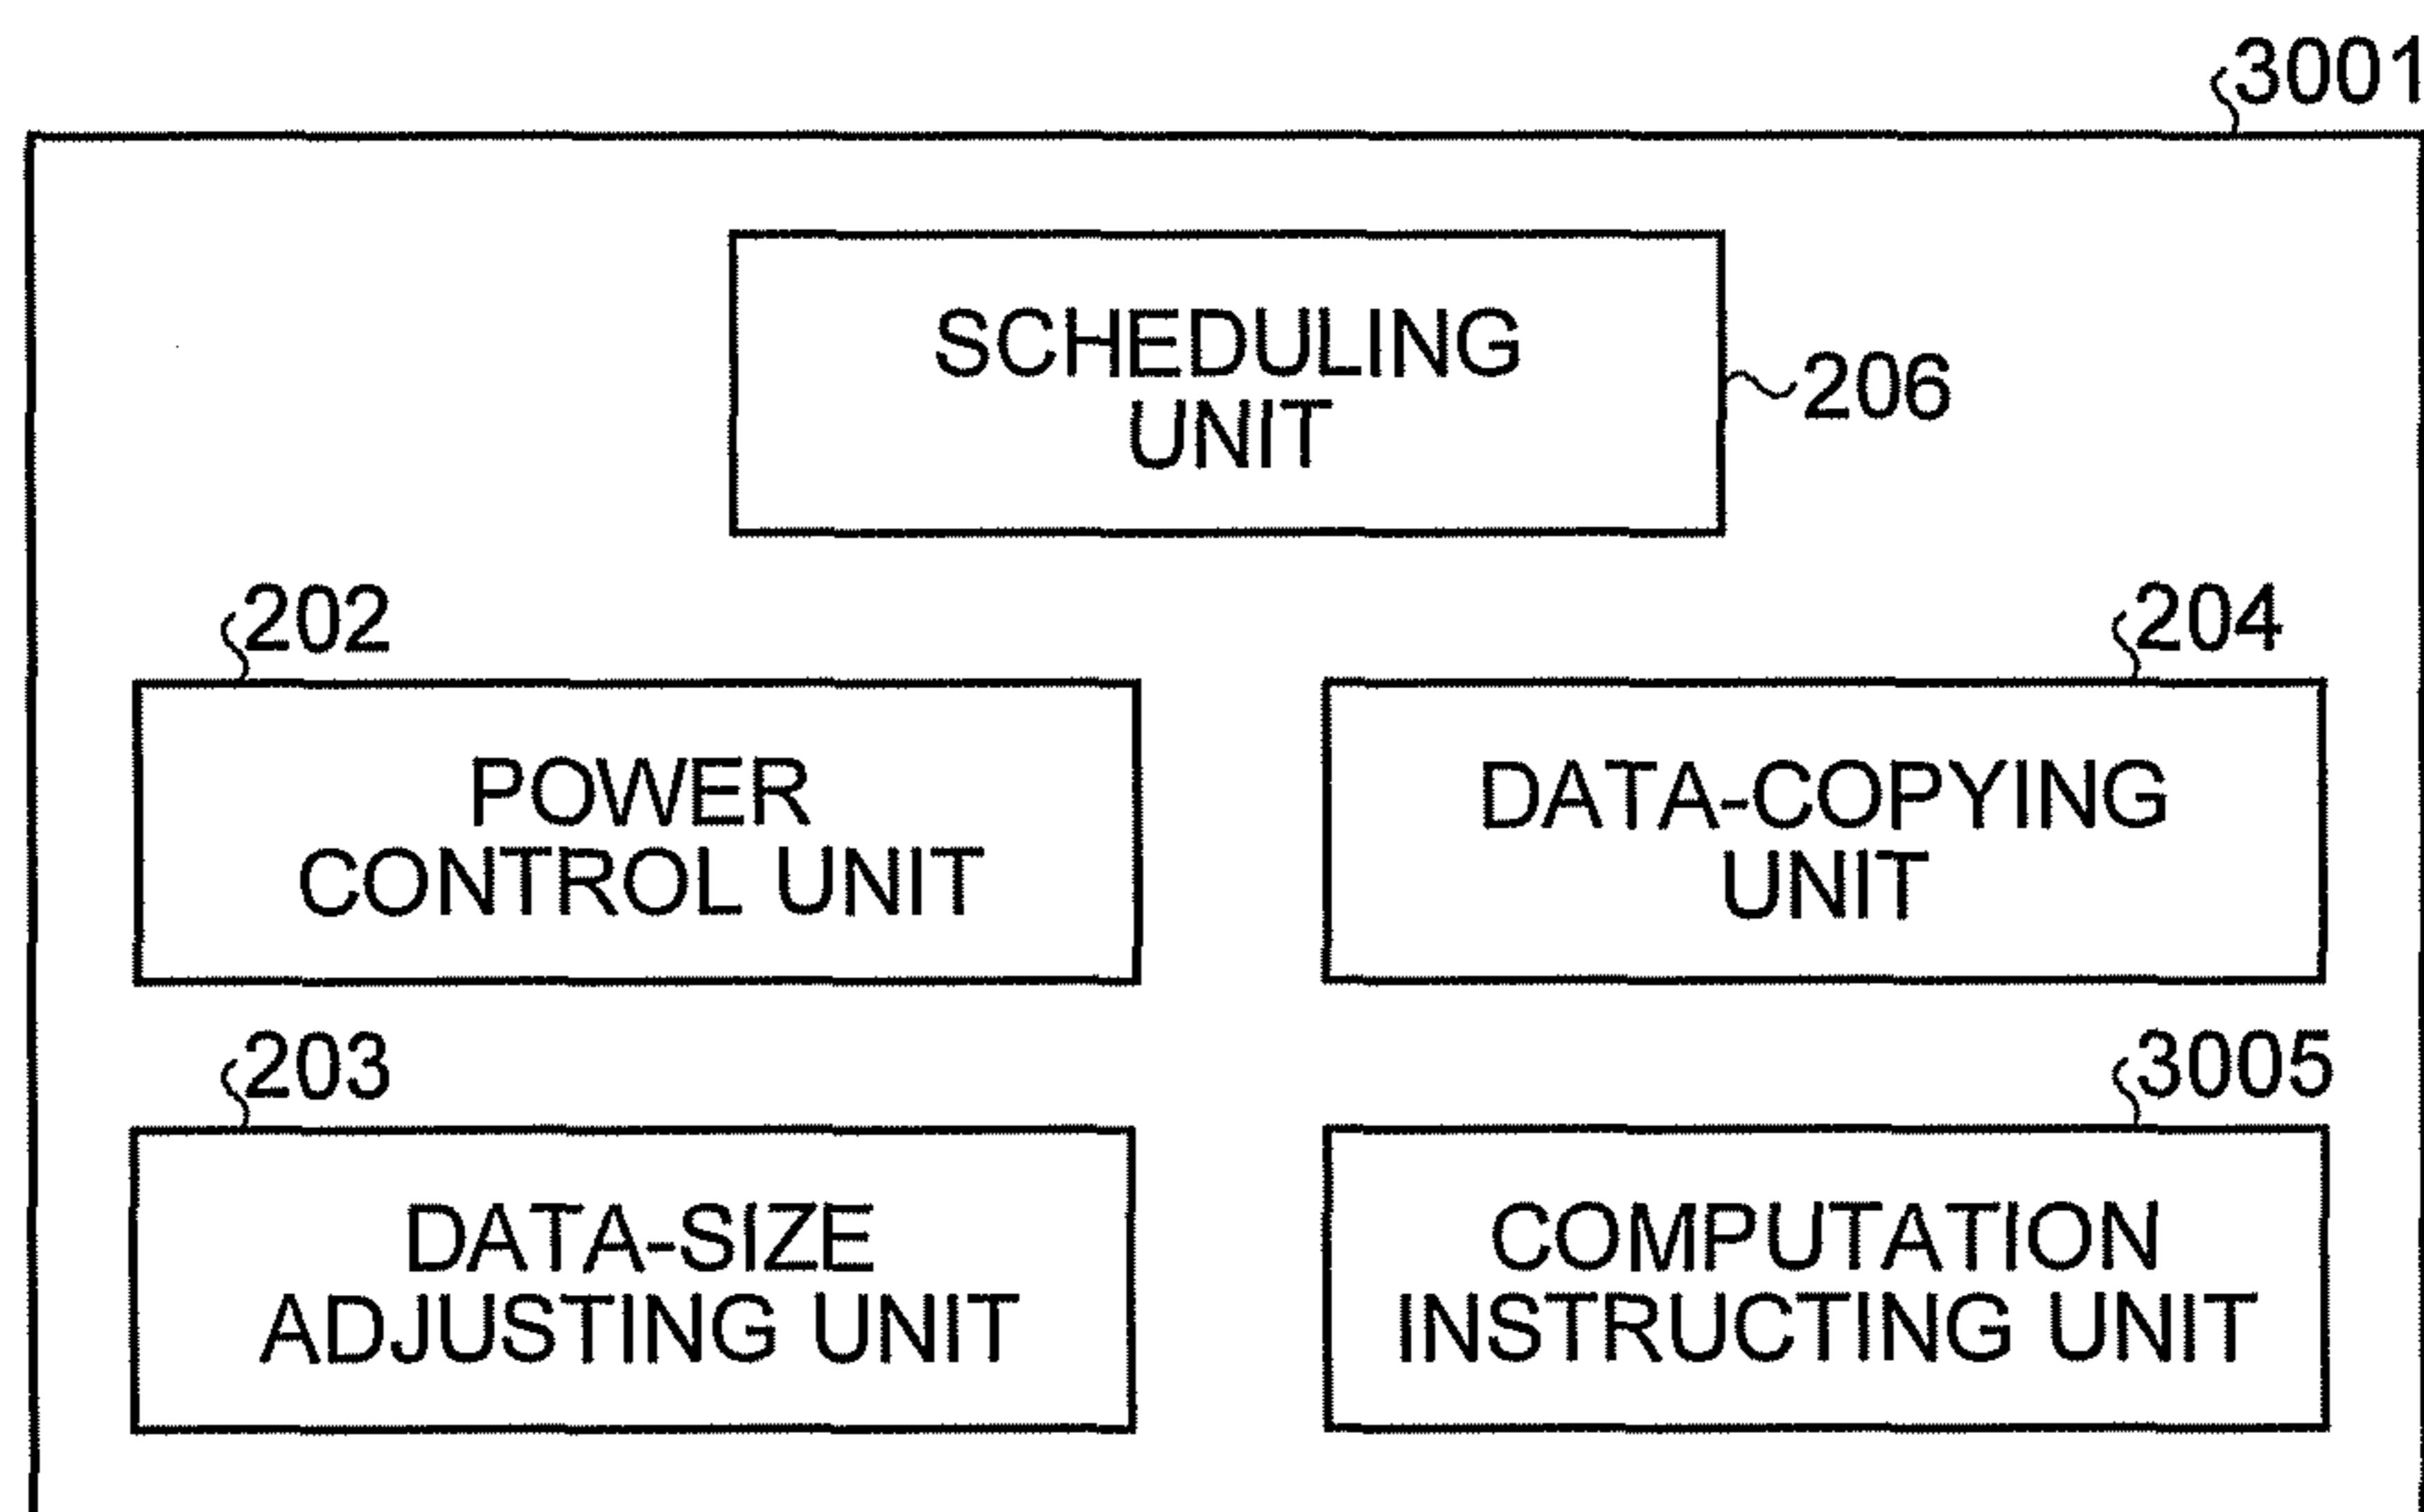 3001
SCHEDULING
UNIT
206
202
POWER
CONTROL UNIT
204
DATA-COPYING
UNIT
203
DATA-SIZE
ADJUSTING UNIT
3005
COMPUTATION
INSTRUCTING UNIT